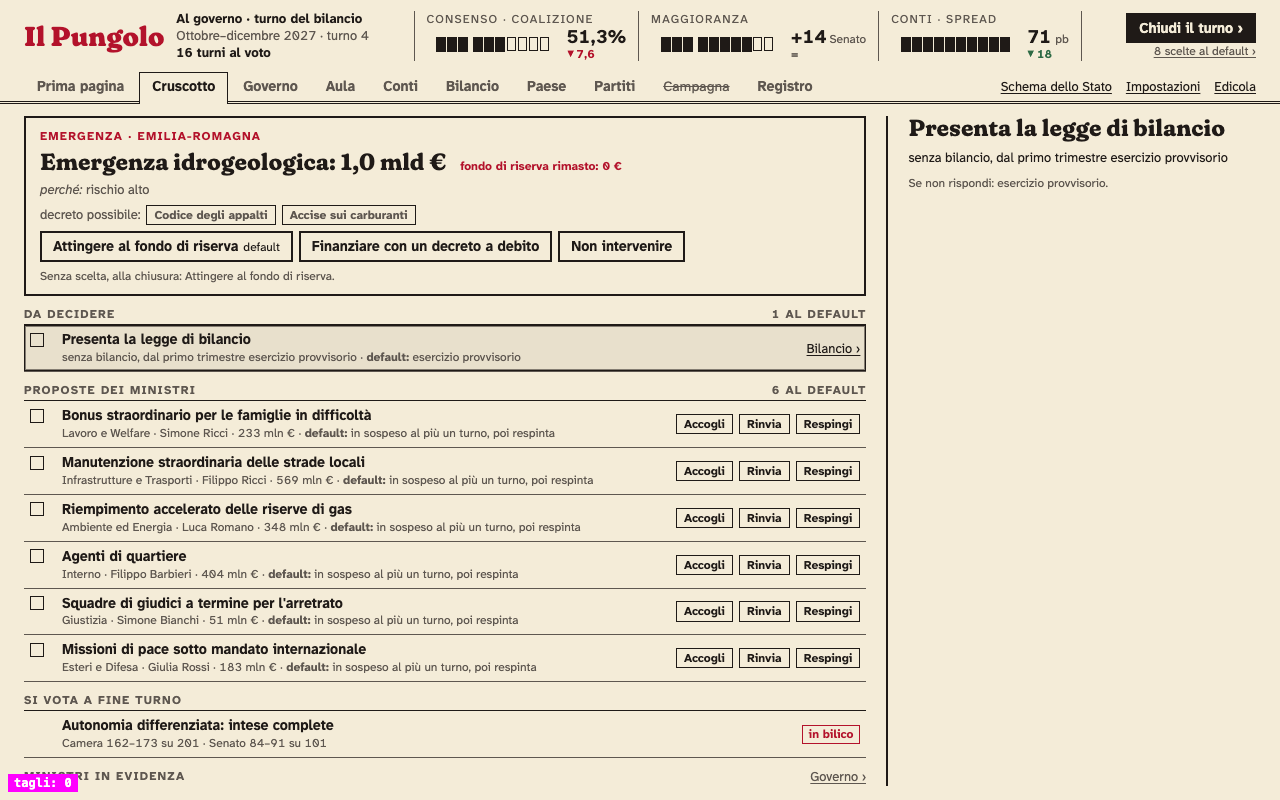 Il Pungolo
Al governo · turno del bilancio
Ottobre–dicembre 2027 · turno 4
16 turni al voto
CONSENSO · COALIZIONE
51,3%
▼7,6
MAGGIORANZA
+14 Senato
=
CONTI · SPREAD
71 pb
▼18
Chiudi il turno ›
8 scelte al default ›
Prima pagina
Cruscotto
Governo
Aula
Conti
Bilancio
Paese
Partiti
Campagna
Registro
Schema dello Stato
Impostazioni
Edicola
EMERGENZA · EMILIA-ROMAGNA
Emergenza idrogeologica: 1,0 mld € fondo di riserva rimasto: 0 €
perché: rischio alto
decreto possibile: Codice degli appalti Accise sui carburanti
Attingere al fondo di riserva default
Finanziare con un decreto a debito
Non intervenire
Senza scelta, alla chiusura: Attingere al fondo di riserva.
DA DECIDERE 1 AL DEFAULT
Presenta la legge di bilancio
senza bilancio, dal primo trimestre esercizio provvisorio · default: esercizio provvisorio
Bilancio ›
PROPOSTE DEI MINISTRI 6 AL DEFAULT
Bonus straordinario per le famiglie in difficoltà
Lavoro e Welfare · Simone Ricci · 233 mln € · default: in sospeso al più un turno, poi respinta
Accogli Rinvia Respingi
Manutenzione straordinaria delle strade locali
Infrastrutture e Trasporti · Filippo Ricci · 569 mln € · default: in sospeso al più un turno, poi respinta
Accogli Rinvia Respingi
Riempimento accelerato delle riserve di gas
Ambiente ed Energia · Luca Romano · 348 mln € · default: in sospeso al più un turno, poi respinta
Accogli Rinvia Respingi
Agenti di quartiere
Interno · Filippo Barbieri · 404 mln € · default: in sospeso al più un turno, poi respinta
Accogli Rinvia Respingi
Squadre di giudici a termine per l'arretrato
Giustizia · Simone Bianchi · 51 mln € · default: in sospeso al più un turno, poi respinta
Accogli Rinvia Respingi
Missioni di pace sotto mandato internazionale
Esteri e Difesa · Giulia Rossi · 183 mln € · default: in sospeso al più un turno, poi respinta
Accogli Rinvia Respingi
SI VOTA A FINE TURNO
Autonomia differenziata: intese complete
Camera 162–173 su 201 · Senato 84–91 su 101
in bilico
IN EVIDENZA
Governo ›
tagli: 0
Presenta la legge di bilancio
senza bilancio, dal primo trimestre esercizio provvisorio
Se non rispondi: esercizio provvisorio.